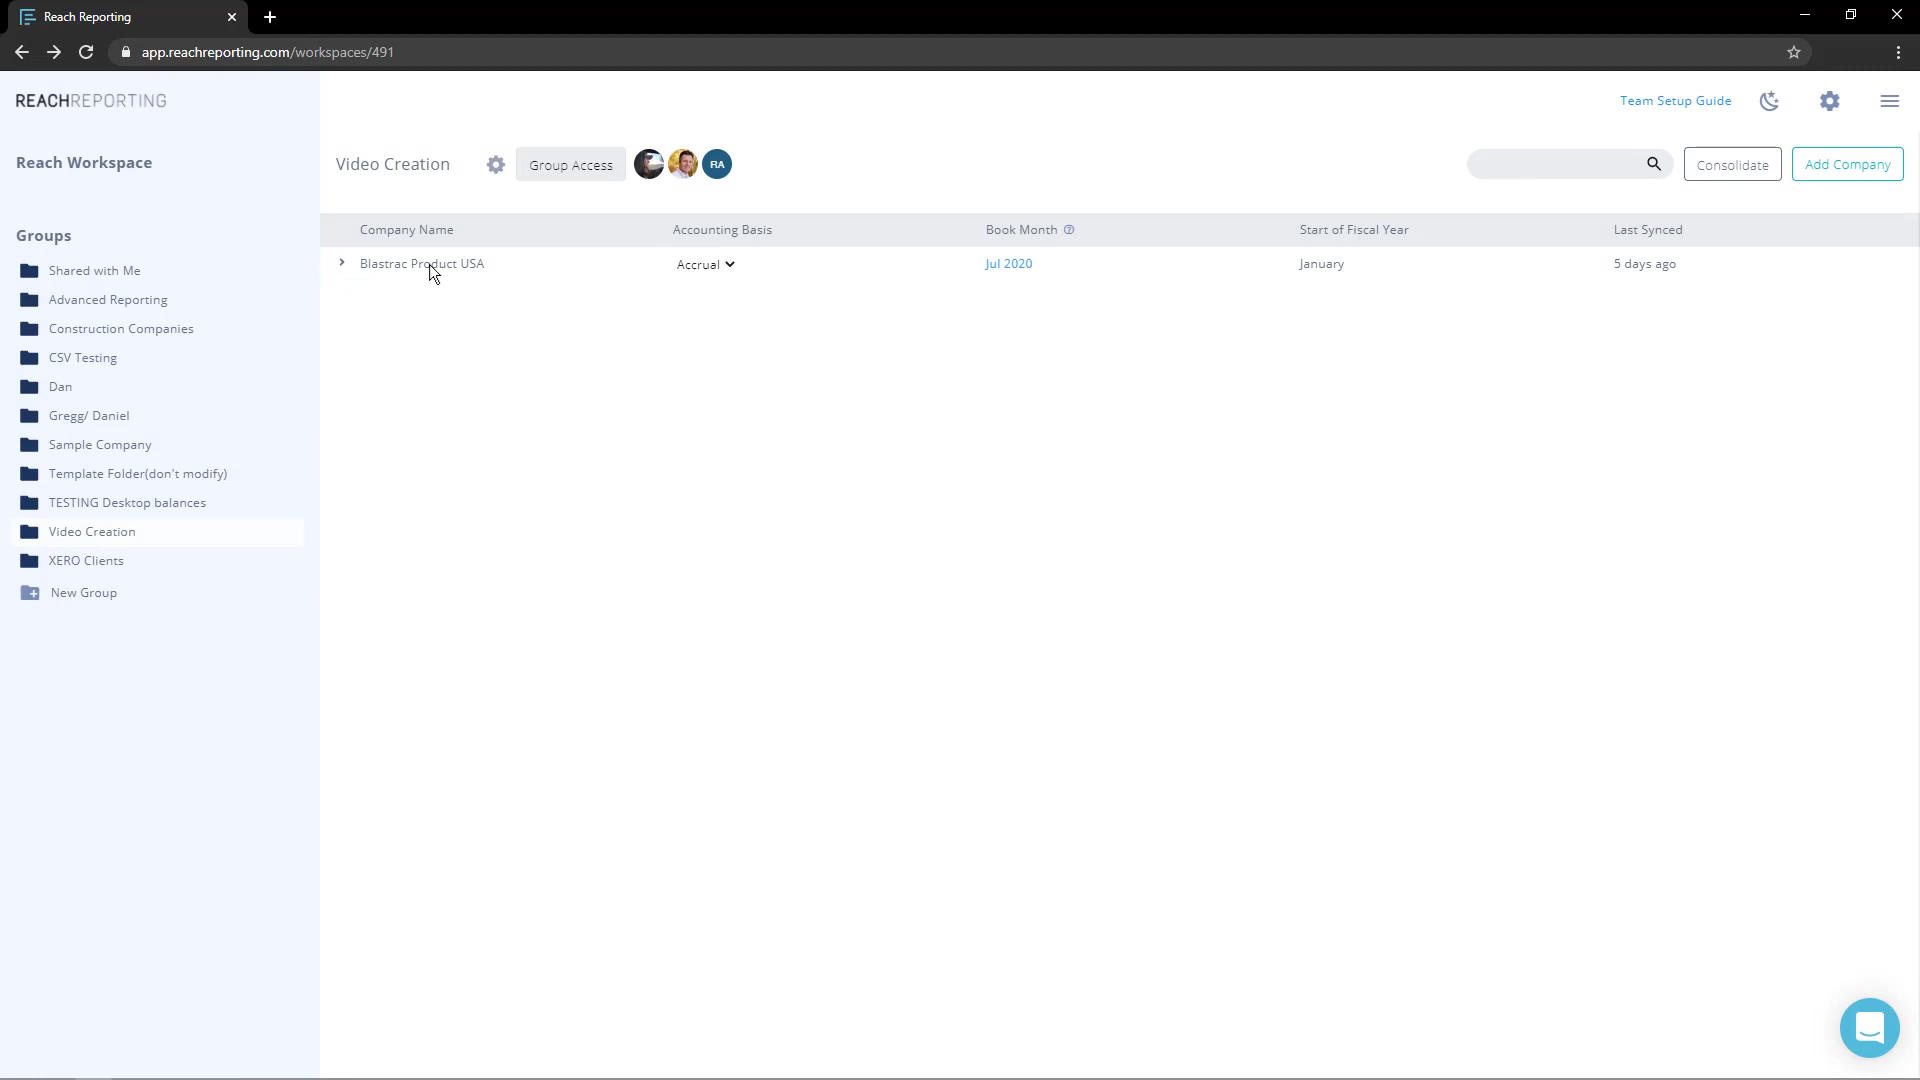 Reach Reporting
app.reachreporting.com/workspaces/491
REACHREPORTING
Team Setup Guide
Reach Workspace
Video Creation
Group Access
RA
Consolidate
Add Company
Groups
Shared with Me
Advanced Reporting
Construction Companies
CSV Testing
Dan
Gregg/ Daniel
Sample Company
Template Folder(don't modify)
TESTING Desktop balances
Video Creation
XERO Clients
New Group
Company Name Accounting Basis Book Month Start of Fiscal Year Last Synced
Blastrac Product USA Accrual Jul 2020 January 5 days ago